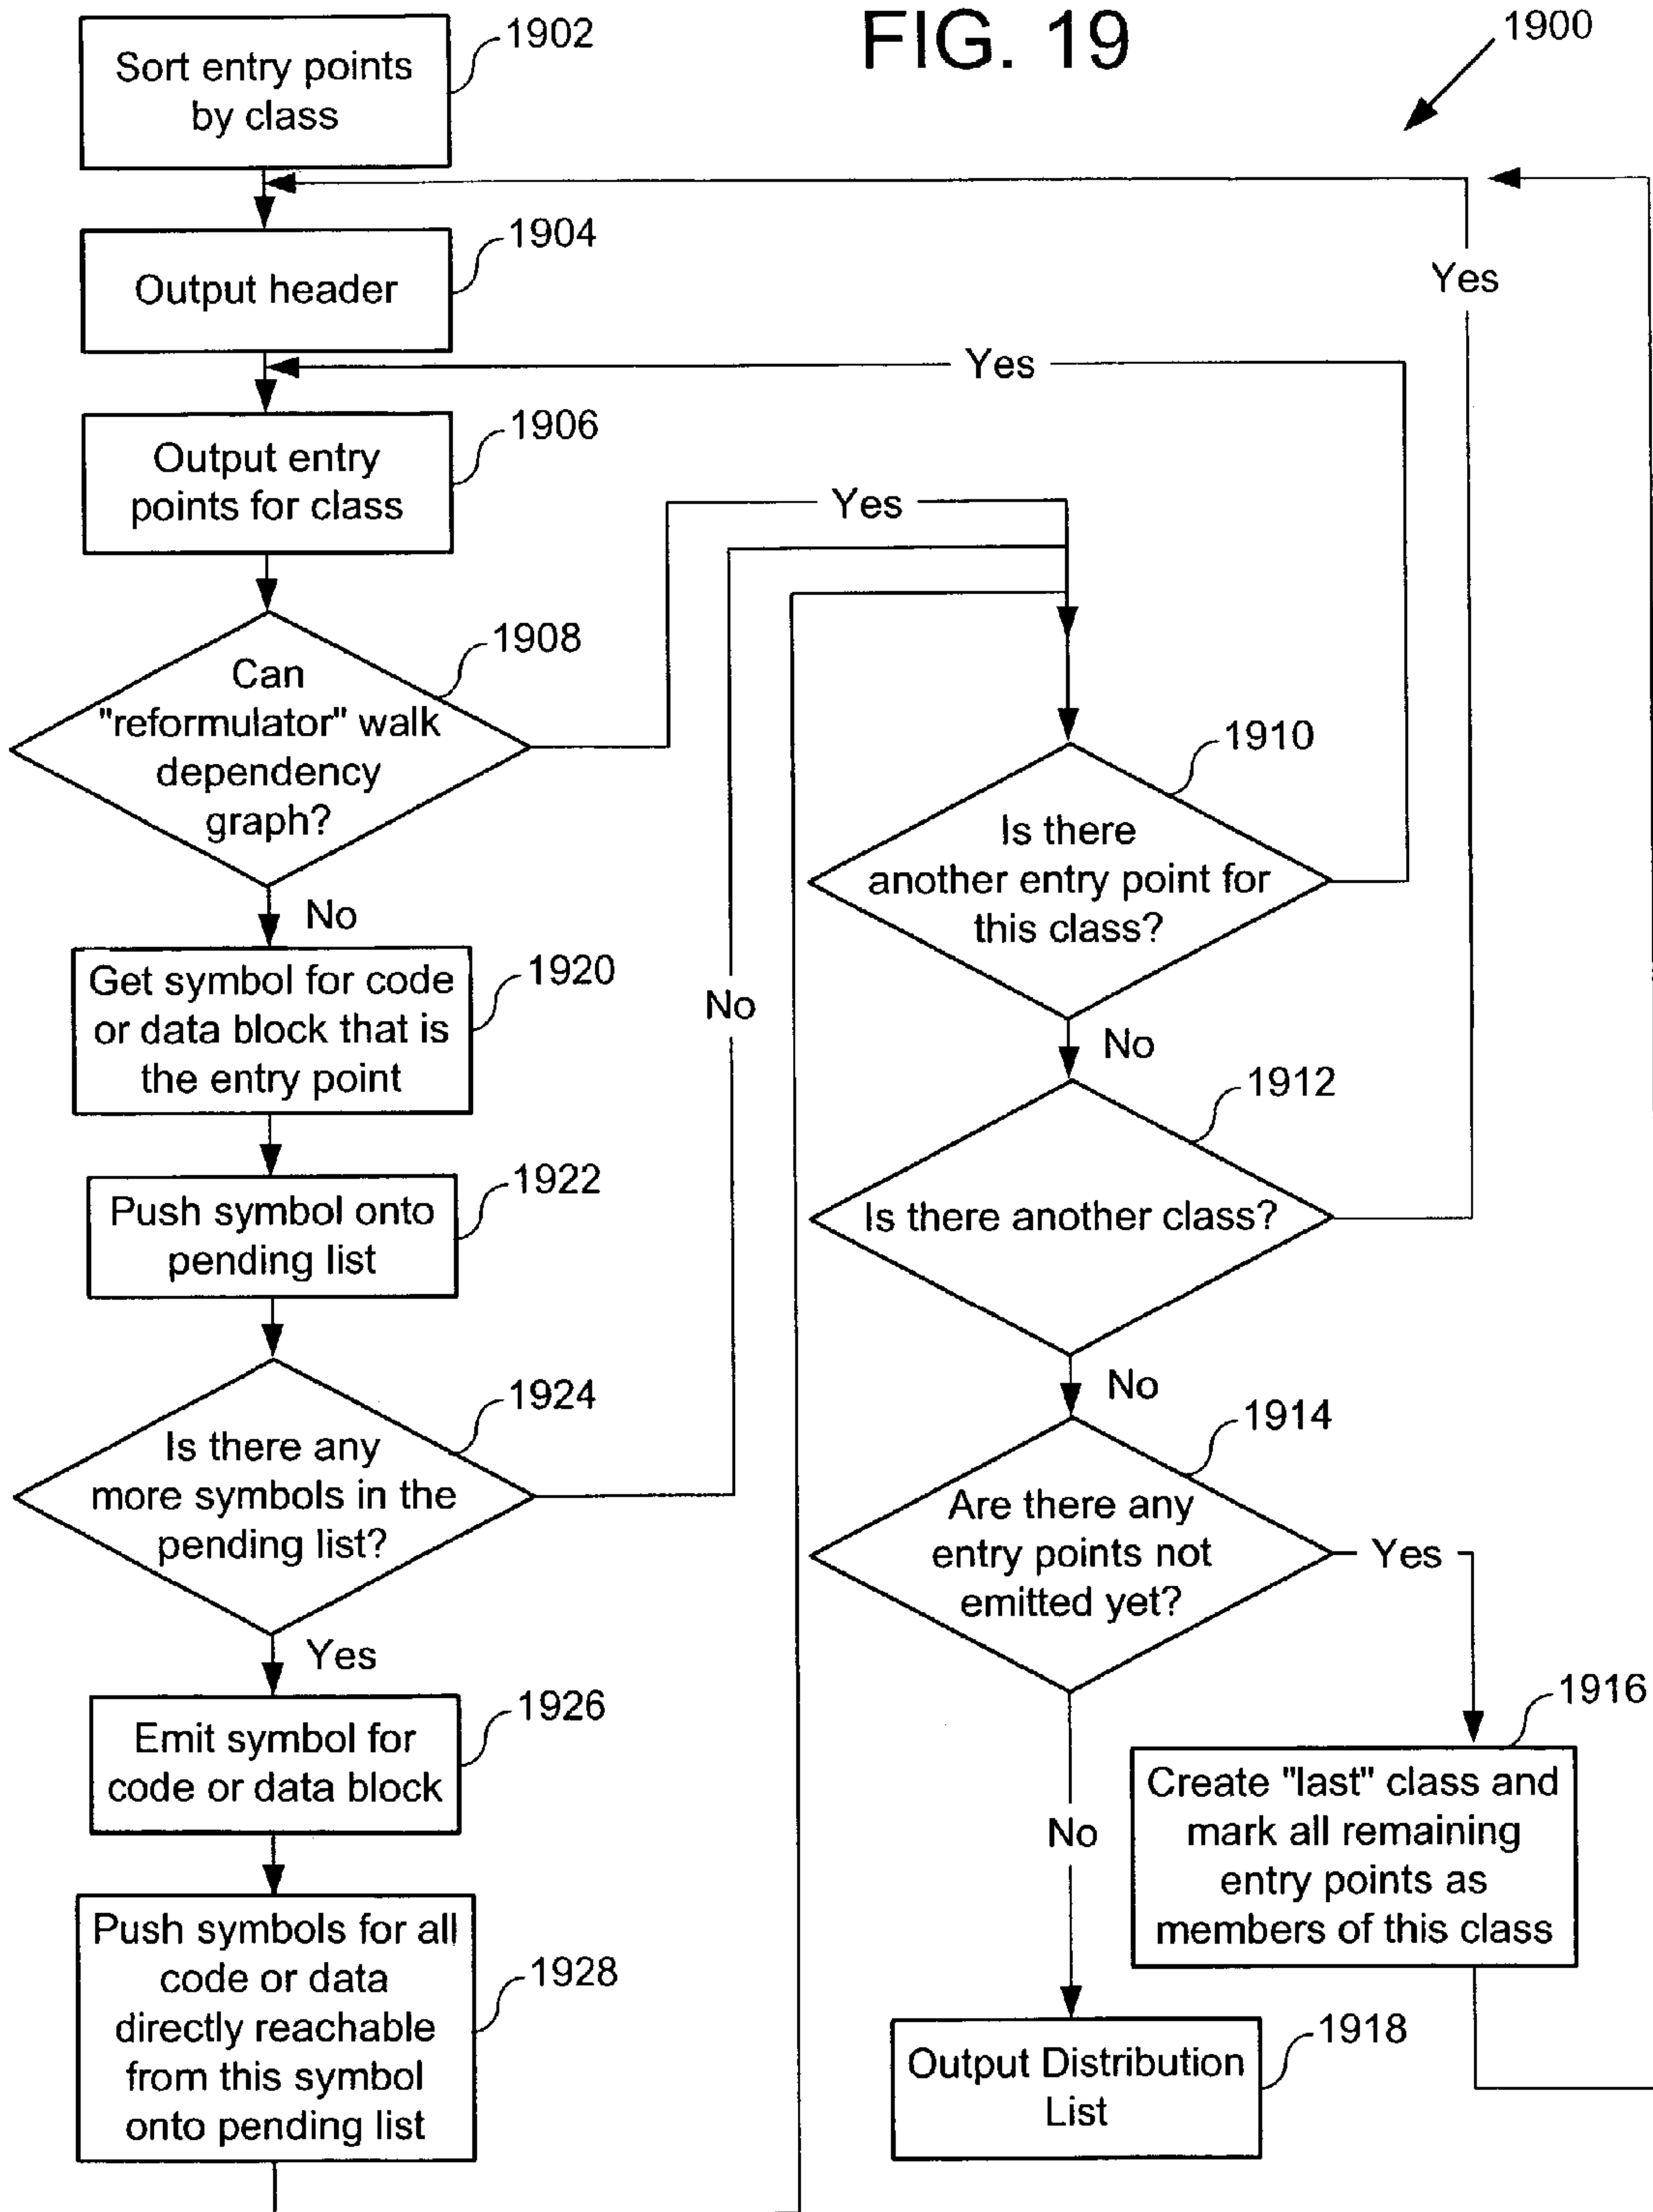 FIG. 19
1900
Sort entry points
by class
1902
Output header
1904
Yes
Yes
Output entry
points for class
1906
Yes
Can
"reformulator" walk
dependency
graph?
1908
No
Is there
another entry point for
this class?
1910
No
Get symbol for code
or data block that is
the entry point
1920
No
Is there another class?
1912
No
Push symbol onto
pending list
1922
Is there any
more symbols in the
pending list?
1924
Yes
Are there any
entry points not
emitted yet?
1914
Yes
No
Emit symbol for
code or data block
1926
Create "last" class and
mark all remaining
entry points as
members of this class
1916
Push symbols for all
code or data
directly reachable
from this symbol
onto pending list
1928
Output Distribution
List
1918